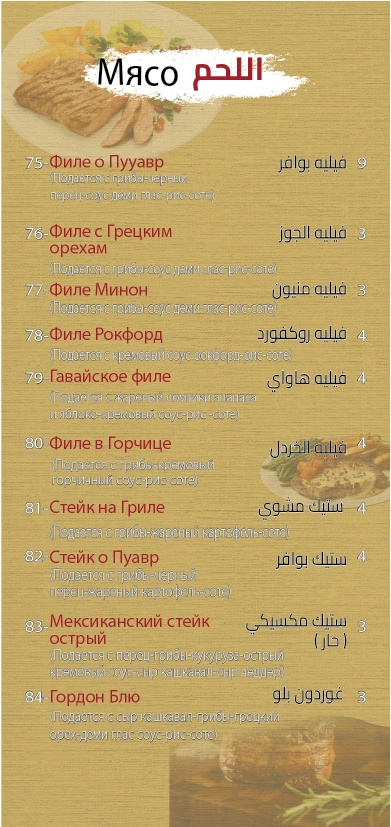 Мясо اللحم
75- Филе о Пууавр فيليه بوافر 9
(Подается с грибы-черных
перец-соус деми глас-рис-соте)
76- Филе с Грецким فيليه الجوز 3
орехам
(Подается с грибы-соус деми глас-рис-соте)
77- Филе Минон فيليه منيون 3
(Подается с грибы-соус деми глас-рис-соте)
78- Филе Рокфорд فيليه روكفورد 4
(Подается с кремовый соус-рокфорд-рис-соте)
79- Гавайское филе فيليه هاواي 4
(Подается с жареный ломтики ананаса
и яблоко-кремовый соус-рис -соте)
80 Филе в Горчице فيليه الخردل 4
(Подается с грибы-кремовый
горчичный соус-рис-соте)
81- Стейк на Гриле ستيك مشوي 4
(Подается с грибы-жареный картофель-соте)
82- Стейк о Пуавр ستيك بوافر 4
(Подается с грибы-черный
перец-жареный картофель-соте)
83- Мексиканский стейк ستيك مكسيكي 3
острый ( حار )
(Подается с перец-грибы-кукуруза-острый
кремовый соус-сыр кашкавал-сыр чеддер)
84- Гордон Блю غوردون بلو 3
(Подается с сыр кашкавал-грибы-грецкий
орех-деми глас соус-рис-соте)